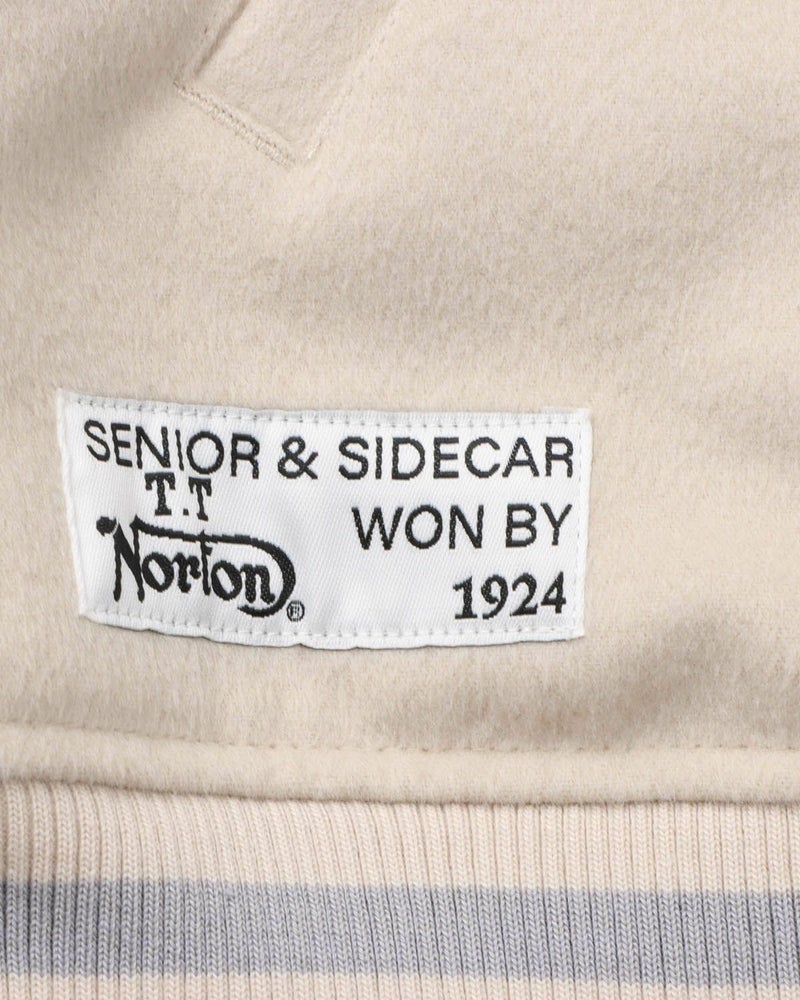 SENIOR & SIDECAR
T.T
WON BY
Norton®
1924